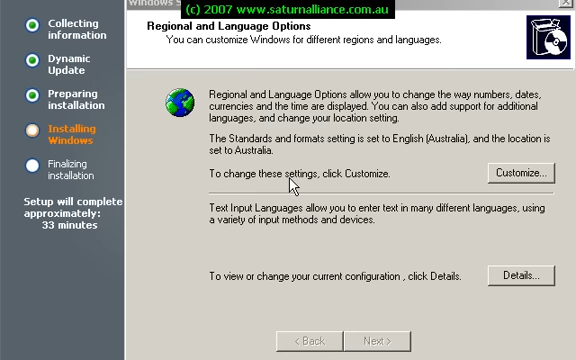 (c) 2007 www.saturnalliance.com.au
Collecting
information
Dynamic
Update
Preparing
installation
Installing
Windows
Finalizing
installation
Setup will complete
approximately:
33 minutes
Regional and Language Options
You can customize Windows for different regions and languages.
Regional and Language Options allow you to change the way numbers, dates,
currencies and the time are displayed. You can also add support for additional
languages, and change your location setting.
The Standards and formats setting is set to English (Australia), and the location is
set to Australia.
To change these settings, click Customize.
Customize...
Text Input Languages allow you to enter text in many different languages, using
a variety of input methods and devices.
To view or change your current configuration , click Details.
Details...
< Back
Next >